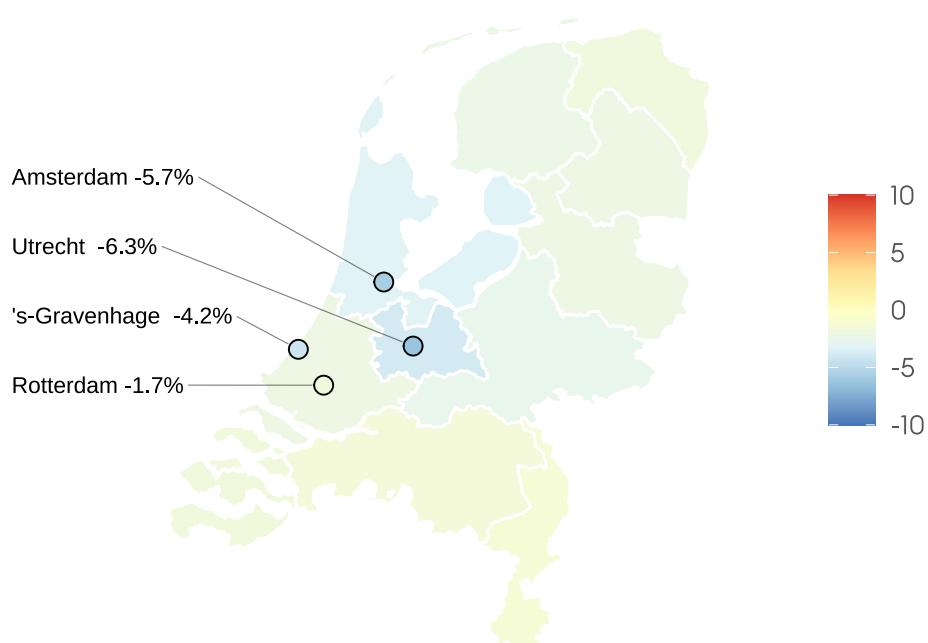 Amsterdam -5.7%
Utrecht -6.3%
's-Gravenhage -4.2%
Rotterdam -1.7%
10
5
0
-5
-10